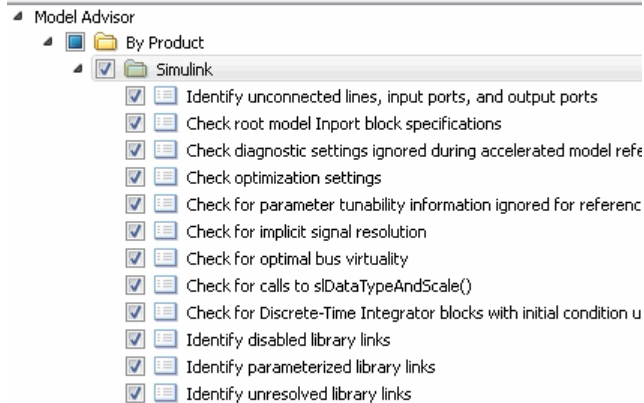 Model Advisor
By Product
Simulink
Identify unconnected lines, input ports, and output ports
Check root model Inport block specifications
Check diagnostic settings ignored during accelerated model refe
Check optimization settings
Check for parameter tunability information ignored for referenc
Check for implicit signal resolution
Check for optimal bus virtuality
Check for calls to slDataTypeAndScale()
Check for Discrete-Time Integrator blocks with initial condition u
Identify disabled library links
Identify parameterized library links
Identify unresolved library links